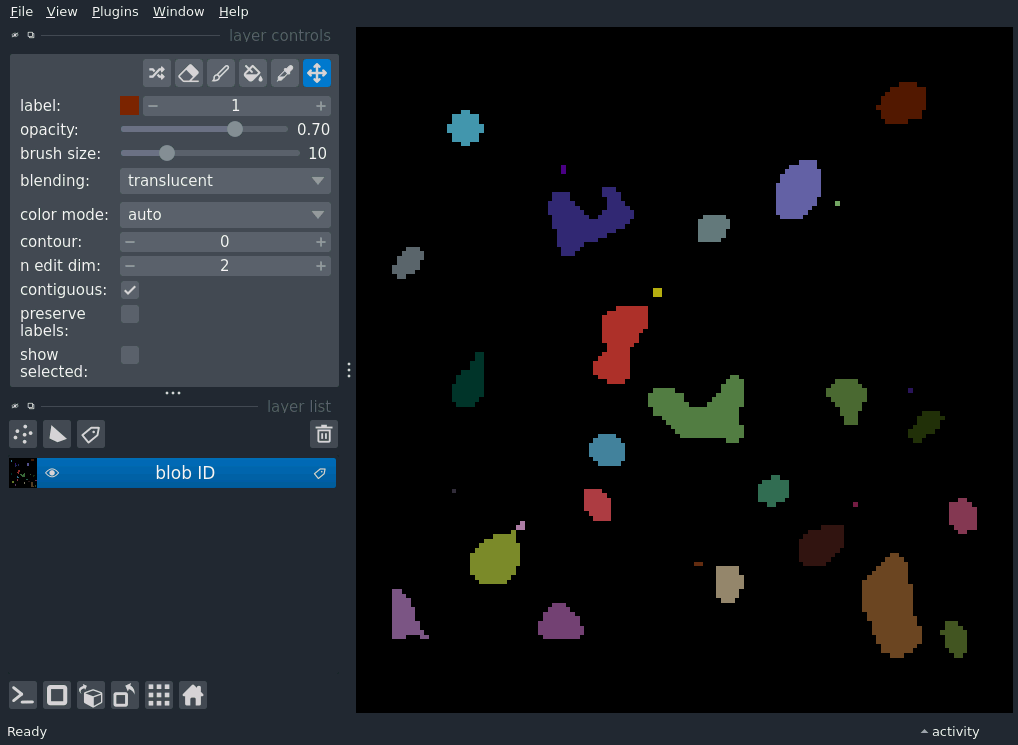 File View Plugins Window Help
layer controls
label: 1
opacity: 0.70
brush size: 10
blending: translucent
color mode: auto
contour: 0
n edit dim: 2
contiguous:
preserve
labels:
show
selected:
layer list
blob ID
Ready
activity